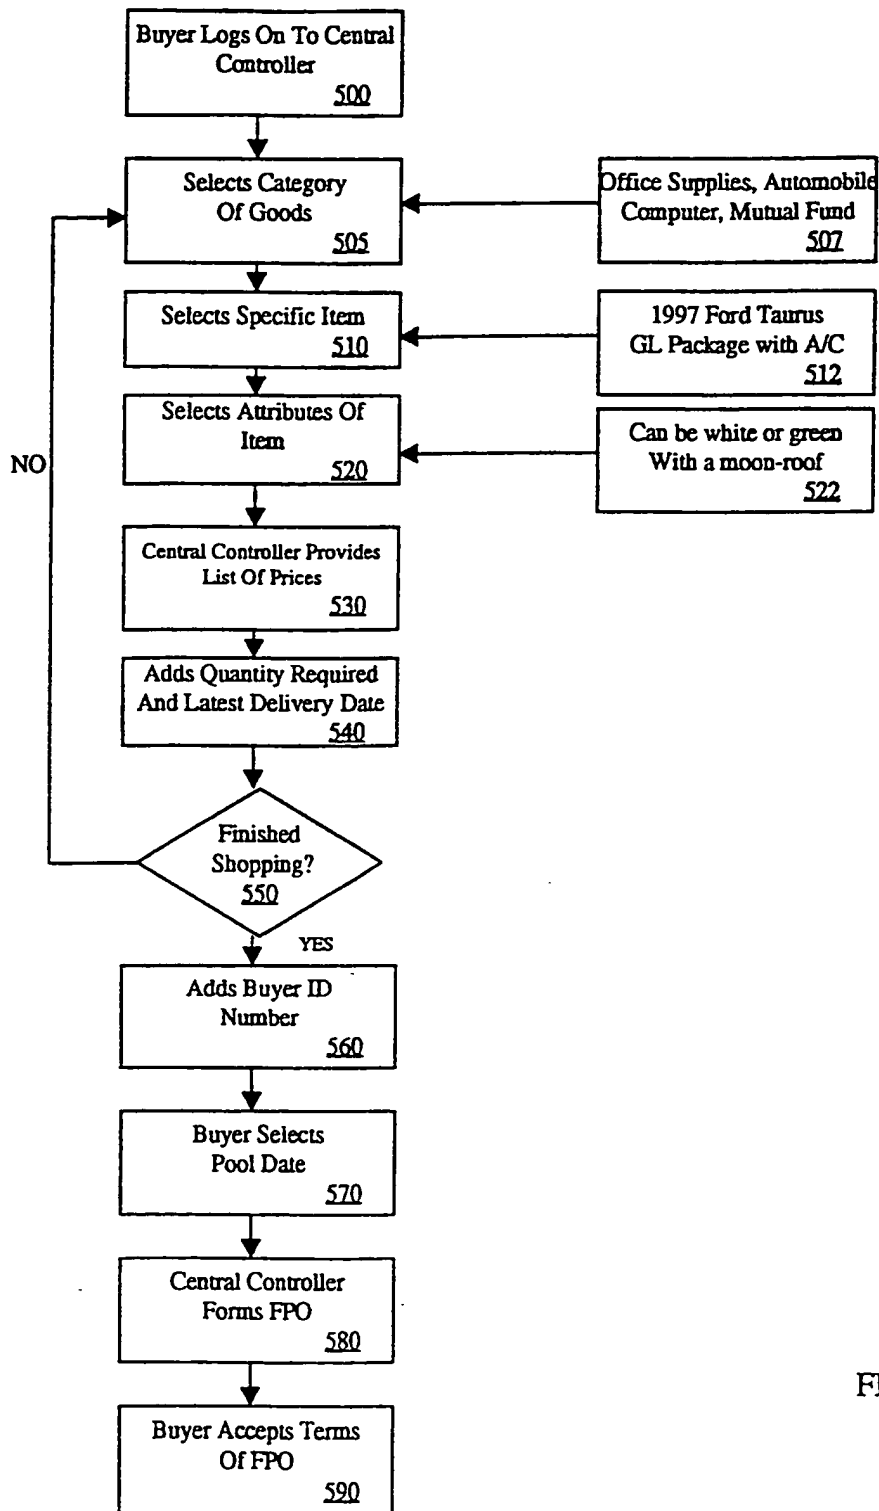 Buyer Logs On To Central
Controller
500
Selects Category
Of Goods
505
Office Supplies, Automobile
Computer, Mutual Fund
507
Selects Specific Item
510
1997 Ford Taurus
GL Package with A/C
512
Selects Attributes Of
Item
520
Can be white or green
With a moon-roof
522
NO
Central Controller Provides
List Of Prices
530
Adds Quantity Required
And Latest Delivery Date
540
Finished
Shopping?
550
YES
Adds Buyer ID
Number
560
Buyer Selects
Pool Date
570
Central Controller
Forms FPO
580
Buyer Accepts Terms
Of FPO
590